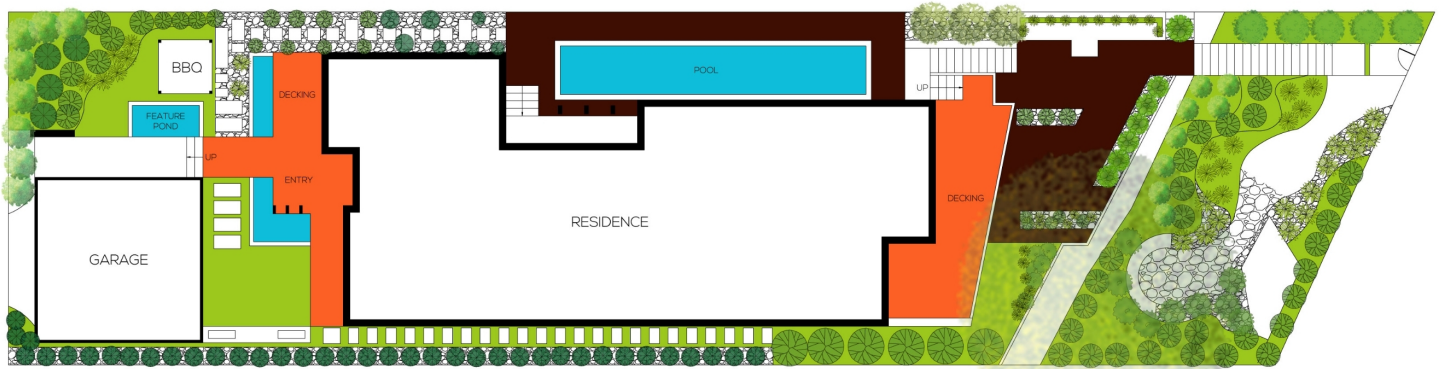 BBQ
POOL
DECKING
UP
FEATURE
POND
UP
ENTRY
DECKING
RESIDENCE
GARAGE